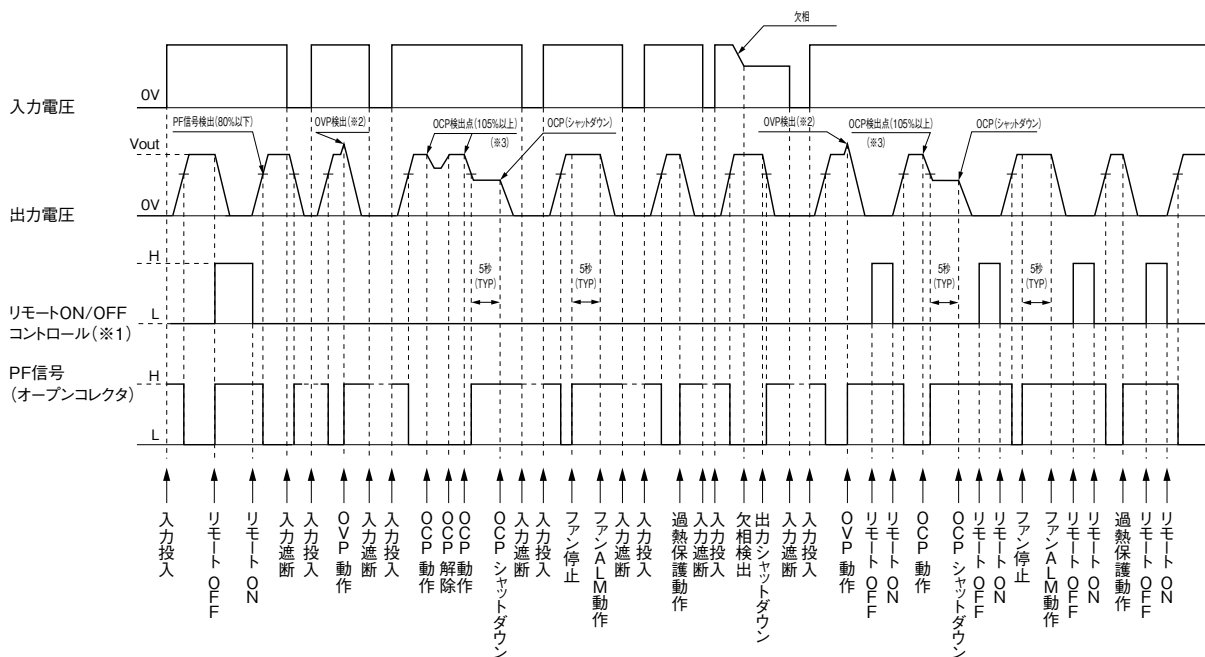 欠相
入力電圧
0V
PF信号検出(80%以下)
OVP検出(※2)
OCP検出点(105%以上)
(※3)
OCP(シャットダウン)
OVP検出(※2)
OCP検出点(105%以上)
(※3)
OCP(シャットダウン)
Vout
0V
出力電圧
H
5秒
(TYP)
5秒
(TYP)
5秒
(TYP)
5秒
(TYP)
L
リモートON/OFF
コントロール(※1)
PF信号
(オープンコレクタ)
H
L
入力投入
リモートOFF
リモートON
入力遮断
入力投入
OVP動作
入力遮断
入力投入
OCP動作
OCP解除
OCP動作
OCPシャットダウン
入力遮断
入力投入
ファン停止
ファンALM動作
入力遮断
入力投入
過熱保護動作
入力遮断
入力投入
欠相検出
出力シャットダウン
入力遮断
入力投入
OVP動作
リモートOFF
リモートON
OCP動作
OCPシャットダウン
リモートOFF
リモートON
ファン停止
ファンALM動作
リモートOFF
リモートON
過熱保護動作
リモートOFF
リモートON